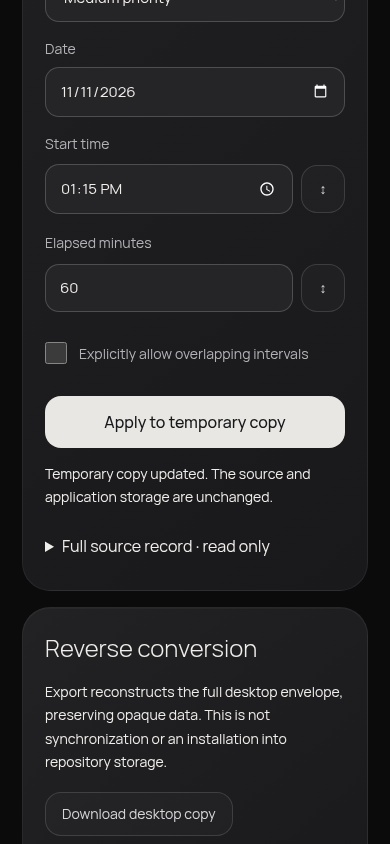 Medium priority
Date
11/11/2026
Start time
01:15 PM
↕
Elapsed minutes
60
↕
Explicitly allow overlapping intervals
Apply to temporary copy
Temporary copy updated. The source and
application storage are unchanged.
▶ Full source record · read only
Reverse conversion
Export reconstructs the full desktop envelope,
preserving opaque data. This is not
synchronization or an installation into
repository storage.
Download desktop copy